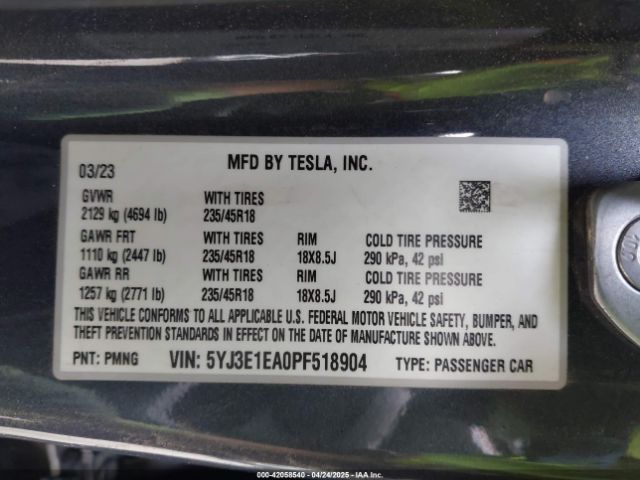 MFD BY TESLA, INC.
03/23
GVWR WITH TIRES
2129 kg (4694 lb) 235/45R18
GAWR FRT WITH TIRES RIM COLD TIRE PRESSURE
1110 kg (2447 lb) 235/45R18 18X8.5J 290 kPa, 42 psi
GAWR RR WITH TIRES RIM COLD TIRE PRESSURE
1257 kg (2771 lb) 235/45R18 18X8.5J 290 kPa, 42 psi
THIS VEHICLE CONFORMS TO ALL APPLICABLE U.S. FEDERAL MOTOR VEHICLE SAFETY, BUMPER, AND
THEFT PREVENTION STANDARDS IN EFFECT ON THE DATE OF MANUFACTURE SHOWN ABOVE.
PNT: PMNG VIN: 5YJ3E1EA0PF518904 TYPE: PASSENGER CAR
000-42058540 - 04/24/2025 - IAA Inc.